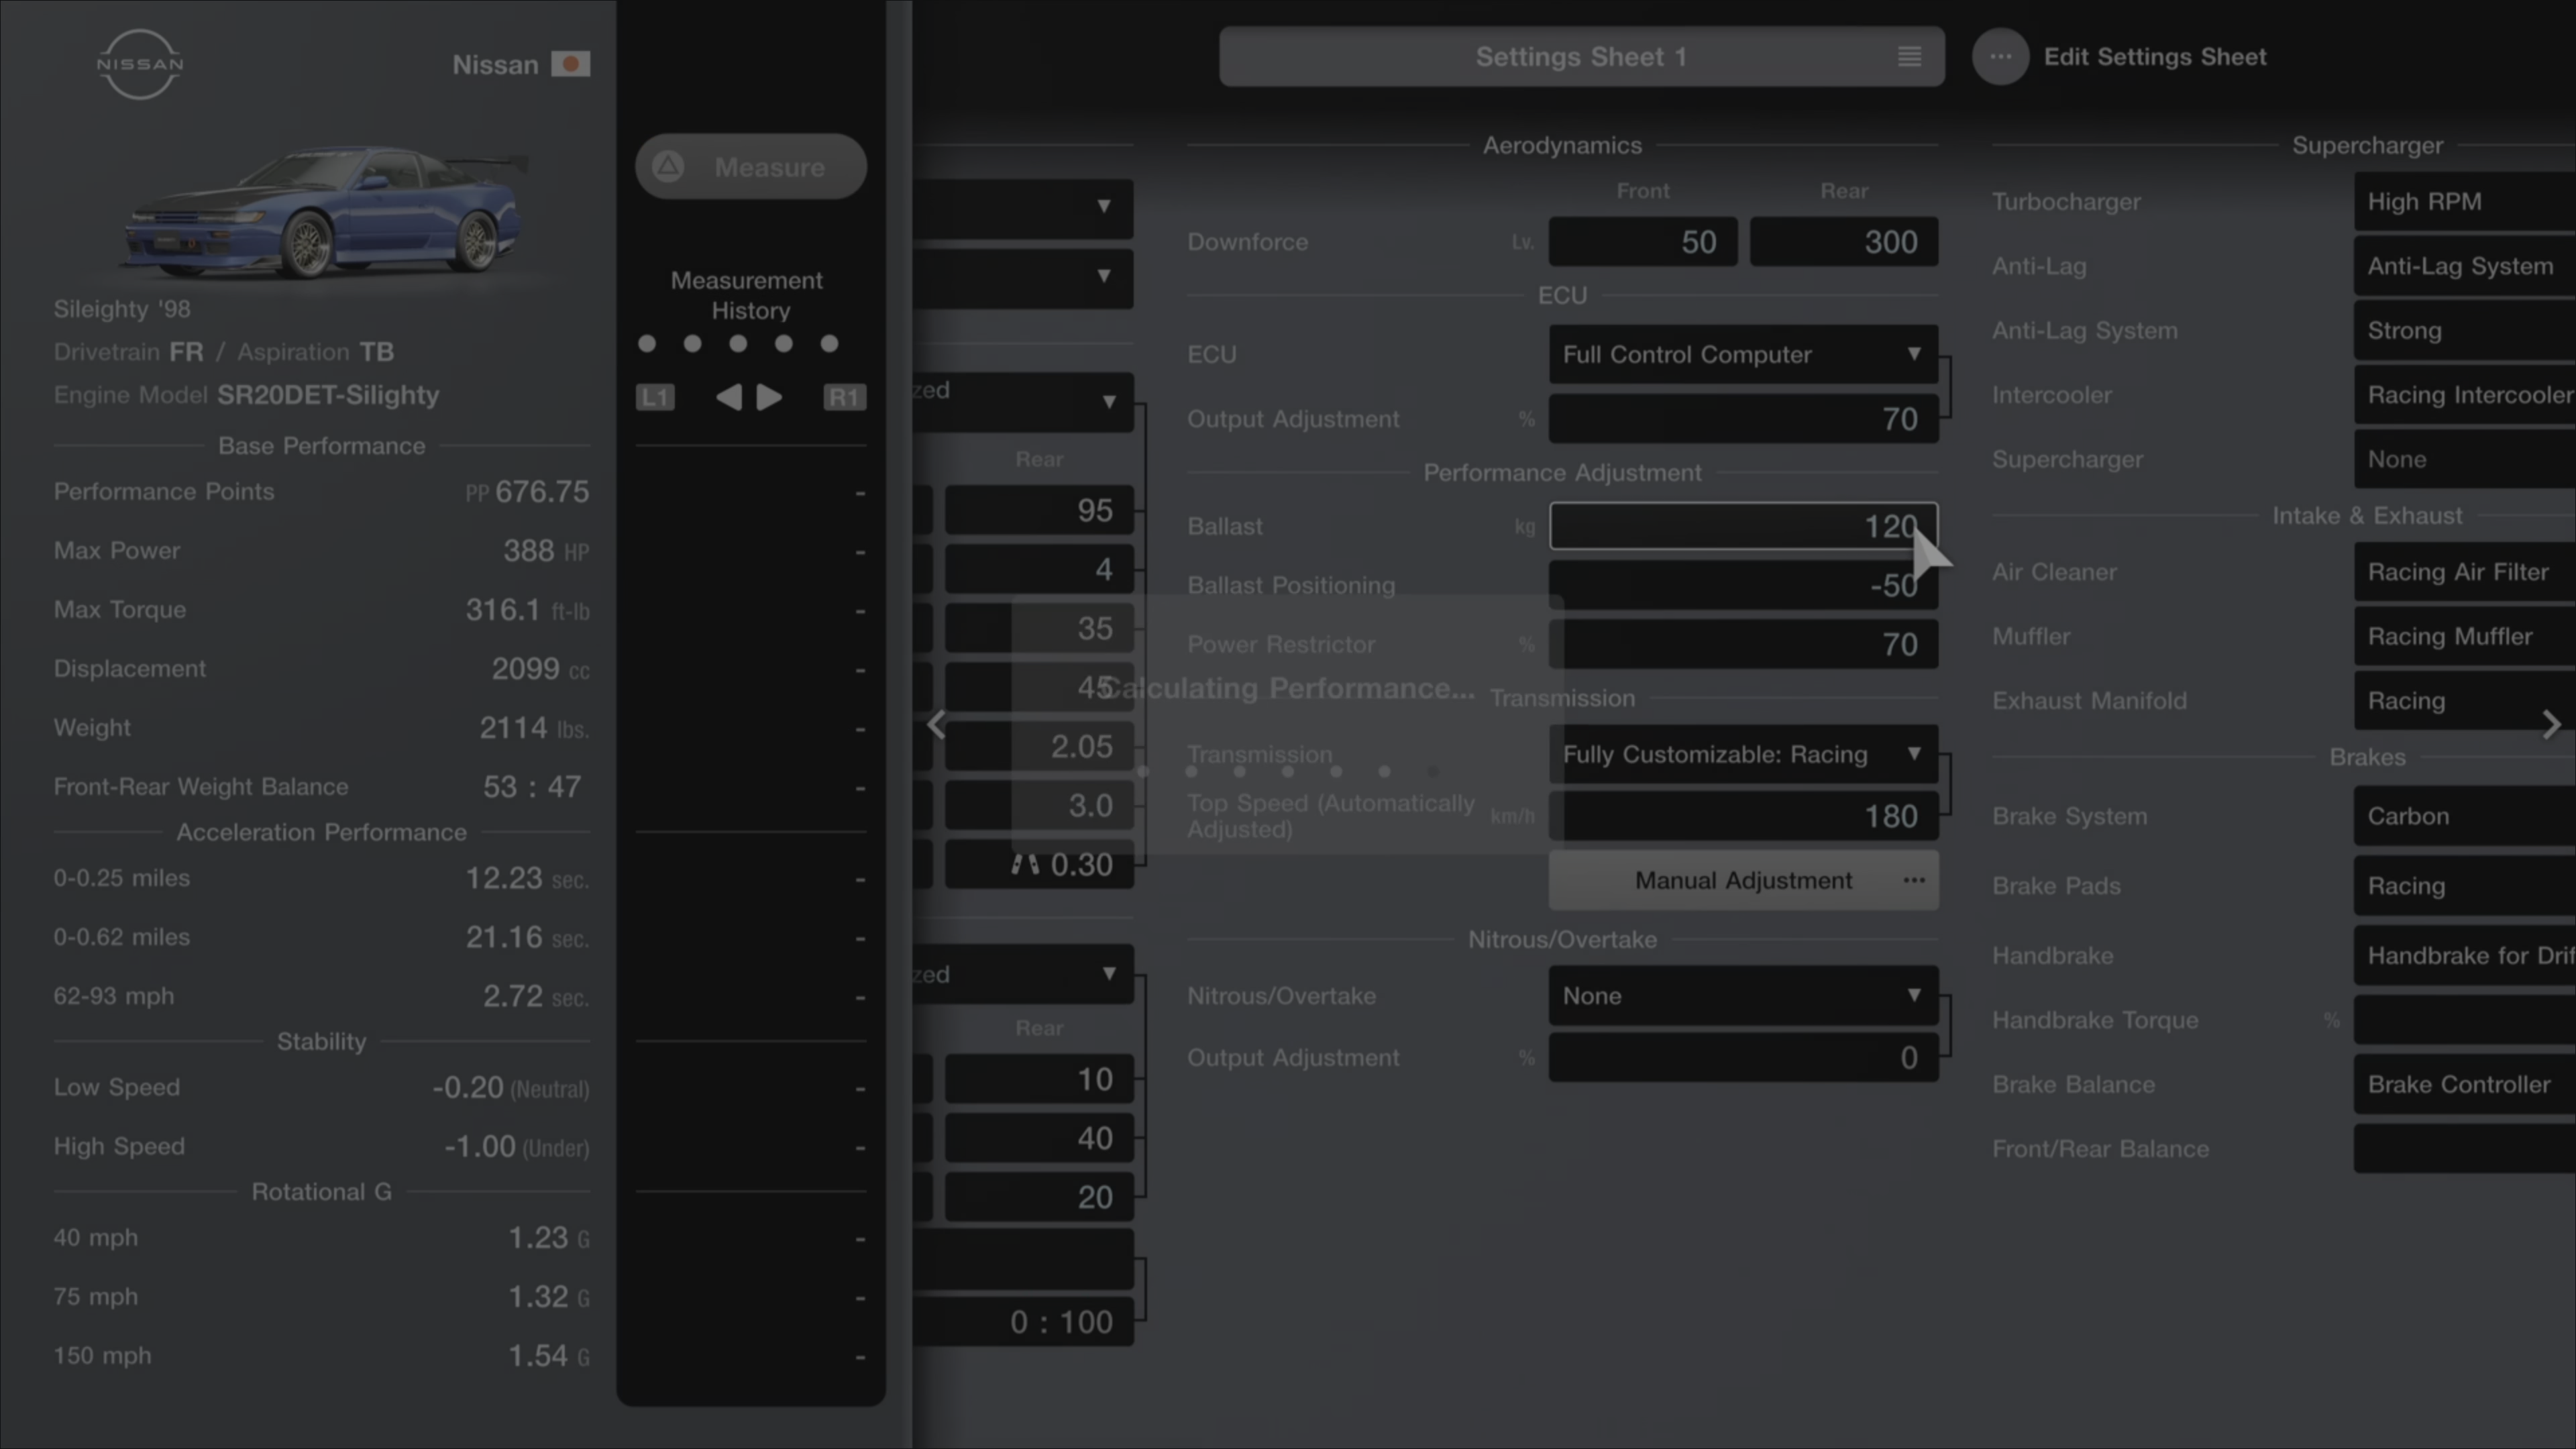 NISSAN
Nissan
Sileighty '98
Drivetrain FR / Aspiration TB
Engine Model SR20DET-Silighty
Base Performance
Performance Points PP 676.75
Max Power 388 HP
Max Torque 316.1 ft-lb
Displacement 2099 cc
Weight 2114 lbs.
Front-Rear Weight Balance 53 : 47
Acceleration Performance
0-0.25 miles 12.23 sec.
0-0.62 miles 21.16 sec.
62-93 mph 2.72 sec.
Stability
Low Speed -0.20 (Neutral)
High Speed -1.00 (Under)
Rotational G
40 mph 1.23 G
75 mph 1.32 G
150 mph 1.54 G
Measure
Measurement
History
L1 R1
-
-
-
-
-
-
-
-
-
-
-
-
-
-
zed
Rear
95
4
35
45
2.05
3.0
0.30
zed
Rear
10
40
20
0 : 100
Settings Sheet 1
Edit Settings Sheet
Aerodynamics
Front Rear
Downforce Lv. 50 300
ECU
ECU Full Control Computer
Output Adjustment % 70
Performance Adjustment
Ballast kg 120
Ballast Positioning -50
Power Restrictor % 70
Calculating Performance...
Transmission
Transmission Fully Customizable: Racing
Top Speed (Automatically
Adjusted) km/h 180
Manual Adjustment
Nitrous/Overtake
Nitrous/Overtake None
Output Adjustment % 0
Supercharger
Turbocharger High RPM
Anti-Lag Anti-Lag System
Anti-Lag System Strong
Intercooler Racing Intercooler
Supercharger None
Intake & Exhaust
Air Cleaner Racing Air Filter
Muffler Racing Muffler
Exhaust Manifold Racing
Brakes
Brake System Carbon
Brake Pads Racing
Handbrake Handbrake for Drif
Handbrake Torque %
Brake Balance Brake Controller
Front/Rear Balance